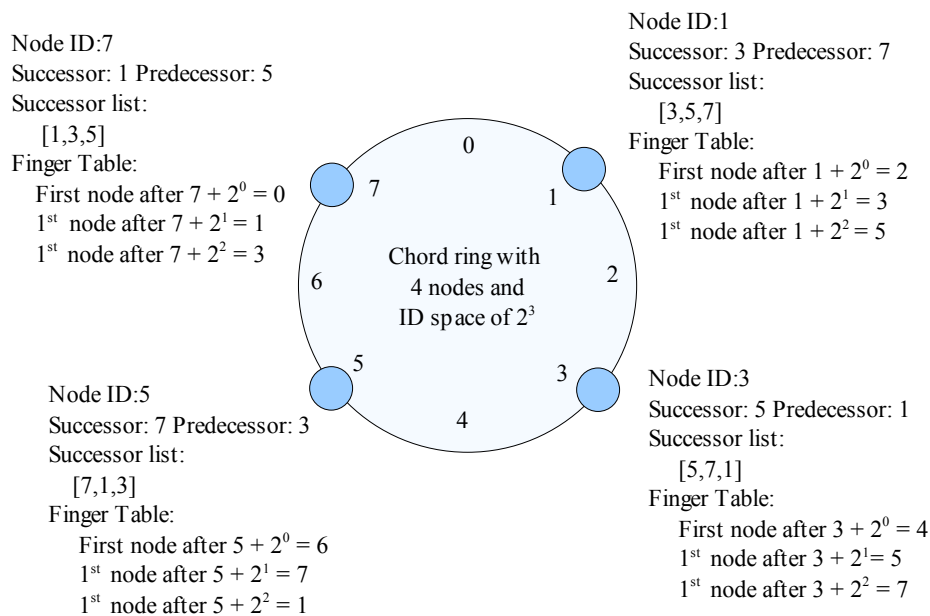 Node ID:7
Successor: 1 Predecessor: 5
Successor list:
[1,3,5]
Finger Table:
First node after 7 + 2⁰ = 0
1ˢᵗ node after 7 + 2¹ = 1
1ˢᵗ node after 7 + 2² = 3
Node ID:1
Successor: 3 Predecessor: 7
Successor list:
[3,5,7]
Finger Table:
First node after 1 + 2⁰ = 2
1ˢᵗ node after 1 + 2¹ = 3
1ˢᵗ node after 1 + 2² = 5
0
7
1
Chord ring with
4 nodes and
ID space of 2³
6
2
5
3
4
Node ID:5
Successor: 7 Predecessor: 3
Successor list:
[7,1,3]
Finger Table:
First node after 5 + 2⁰ = 6
1ˢᵗ node after 5 + 2¹ = 7
1ˢᵗ node after 5 + 2² = 1
Node ID:3
Successor: 5 Predecessor: 1
Successor list:
[5,7,1]
Finger Table:
First node after 3 + 2⁰ = 4
1ˢᵗ node after 3 + 2¹= 5
1ˢᵗ node after 3 + 2² = 7